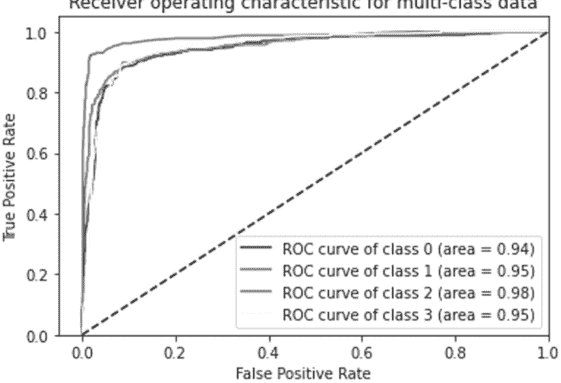 Receiver operating characteristic for multi-class data
1.0
0.8
0.6
0.4
0.2
0.0
True Positive Rate
ROC curve of class 0 (area = 0.94)
ROC curve of class 1 (area = 0.95)
ROC curve of class 2 (area = 0.98)
ROC curve of class 3 (area = 0.95)
0.0 0.2 0.4 0.6 0.8 1.0
False Positive Rate